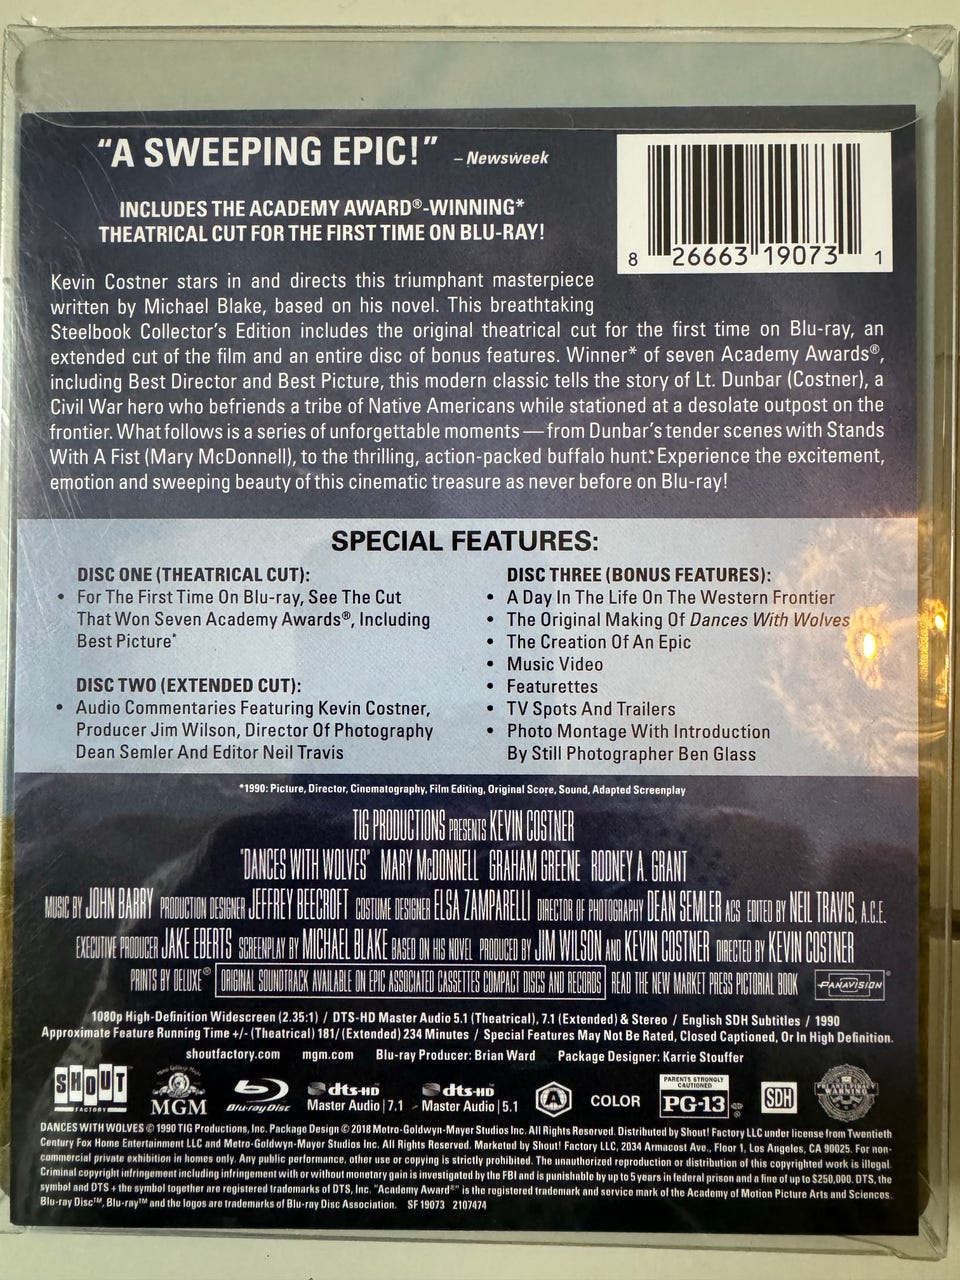 “A SWEEPING EPIC!” – Newsweek
INCLUDES THE ACADEMY AWARD®-WINNING*
THEATRICAL CUT FOR THE FIRST TIME ON BLU-RAY!
8 26663 19073 1
Kevin Costner stars in and directs this triumphant masterpiece
written by Michael Blake, based on his novel. This breathtaking
Steelbook Collector's Edition includes the original theatrical cut for the first time on Blu-ray, an
extended cut of the film and an entire disc of bonus features. Winner* of seven Academy Awards®,
including Best Director and Best Picture, this modern classic tells the story of Lt. Dunbar (Costner), a
Civil War hero who befriends a tribe of Native Americans while stationed at a desolate outpost on the
frontier. What follows is a series of unforgettable moments — from Dunbar's tender scenes with Stands
With A Fist (Mary McDonnell), to the thrilling, action-packed buffalo hunt. Experience the excitement,
emotion and sweeping beauty of this cinematic treasure as never before on Blu-ray!
SPECIAL FEATURES:
DISC ONE (THEATRICAL CUT):
• For The First Time On Blu-ray, See The Cut
That Won Seven Academy Awards®, Including
Best Picture*
DISC TWO (EXTENDED CUT):
• Audio Commentaries Featuring Kevin Costner,
Producer Jim Wilson, Director Of Photography
Dean Semler And Editor Neil Travis
DISC THREE (BONUS FEATURES):
• A Day In The Life On The Western Frontier
• The Original Making Of Dances With Wolves
• The Creation Of An Epic
• Music Video
• Featurettes
• TV Spots And Trailers
• Photo Montage With Introduction
By Still Photographer Ben Glass
*1990: Picture, Director, Cinematography, Film Editing, Original Score, Sound, Adapted Screenplay
TIG PRODUCTIONS PRESENTS KEVIN COSTNER
"DANCES WITH WOLVES" MARY McDONNELL GRAHAM GREENE RODNEY A. GRANT
MUSIC BY JOHN BARRY PRODUCTION DESIGNER JEFFREY BEECROFT COSTUME DESIGNER ELSA ZAMPARELLI DIRECTOR OF PHOTOGRAPHY DEAN SEMLER ACS EDITED BY NEIL TRAVIS, A.C.E.
EXECUTIVE PRODUCER JAKE EBERTS SCREENPLAY BY MICHAEL BLAKE BASED ON HIS NOVEL PRODUCED BY JIM WILSON AND KEVIN COSTNER DIRECTED BY KEVIN COSTNER
PRINTS BY DELUXE® ORIGINAL SOUNDTRACK AVAILABLE ON EPIC ASSOCIATED CASSETTES COMPACT DISCS AND RECORDS READ THE NEW MARKET PRESS PICTORIAL BOOK PANAVISION®
1080p High-Definition Widescreen (2.35:1) / DTS-HD Master Audio 5.1 (Theatrical), 7.1 (Extended) & Stereo / English SDH Subtitles / 1990
Approximate Feature Running Time +/- (Theatrical) 181/ (Extended) 234 Minutes / Special Features May Not Be Rated, Closed Captioned, Or In High Definition.
shoutfactory.com mgm.com Blu-ray Producer: Brian Ward Package Designer: Karrie Stouffer
SHOUT FACTORY
MGM
Blu-ray Disc
dts-HD Master Audio | 7.1
dts-HD Master Audio | 5.1
A
COLOR
PARENTS STRONGLY CAUTIONED
PG-13
SDH
FBI ANTI-PIRACY WARNING
DANCES WITH WOLVES © 1990 TIG Productions, Inc. Package Design © 2018 Metro-Goldwyn-Mayer Studios Inc. All Rights Reserved. Distributed by Shout! Factory LLC under license from Twentieth
Century Fox Home Entertainment LLC and Metro-Goldwyn-Mayer Studios Inc. All Rights Reserved. Marketed by Shout! Factory LLC, 2034 Armacost Ave., Floor 1, Los Angeles, CA 90025. For non-
commercial private exhibition in homes only. Any public performance, other use or copying is strictly prohibited. The unauthorized reproduction or distribution of this copyrighted work is illegal.
Criminal copyright infringement including infringement with or without monetary gain is investigated by the FBI and is punishable by up to 5 years in federal prison and a fine of up to $250,000. DTS, the
symbol and DTS + the symbol together are registered trademarks of DTS, Inc. "Academy Award®" is the registered trademark and service mark of the Academy of Motion Picture Arts and Sciences.
Blu-ray Disc™, Blu-ray™ and the logos are trademarks of Blu-ray Disc Association. SF 19073 2107474